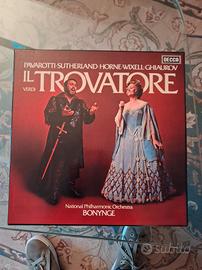 DECCA
PAVAROTTI·SUTHERLAND·HORNE·WIXELL·GHIAUROV
IL TROVATORE
VERDI
National Philharmonic Orchestra
BONYNGE
subito